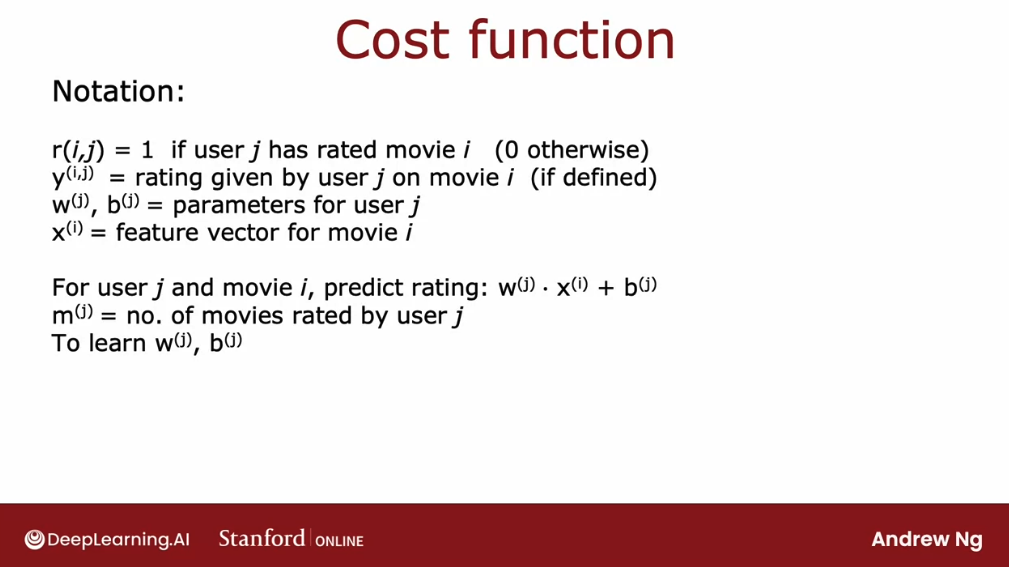 Cost function
Notation:
r(i,j) = 1 if user j has rated movie i (0 otherwise)
y⁽ⁱ,ʲ⁾ = rating given by user j on movie i (if defined)
w⁽ʲ⁾, b⁽ʲ⁾ = parameters for user j
x⁽ⁱ⁾ = feature vector for movie i
For user j and movie i, predict rating: w⁽ʲ⁾ · x⁽ⁱ⁾ + b⁽ʲ⁾
m⁽ʲ⁾ = no. of movies rated by user j
To learn w⁽ʲ⁾, b⁽ʲ⁾
DeepLearning.AI Stanford ONLINE Andrew Ng